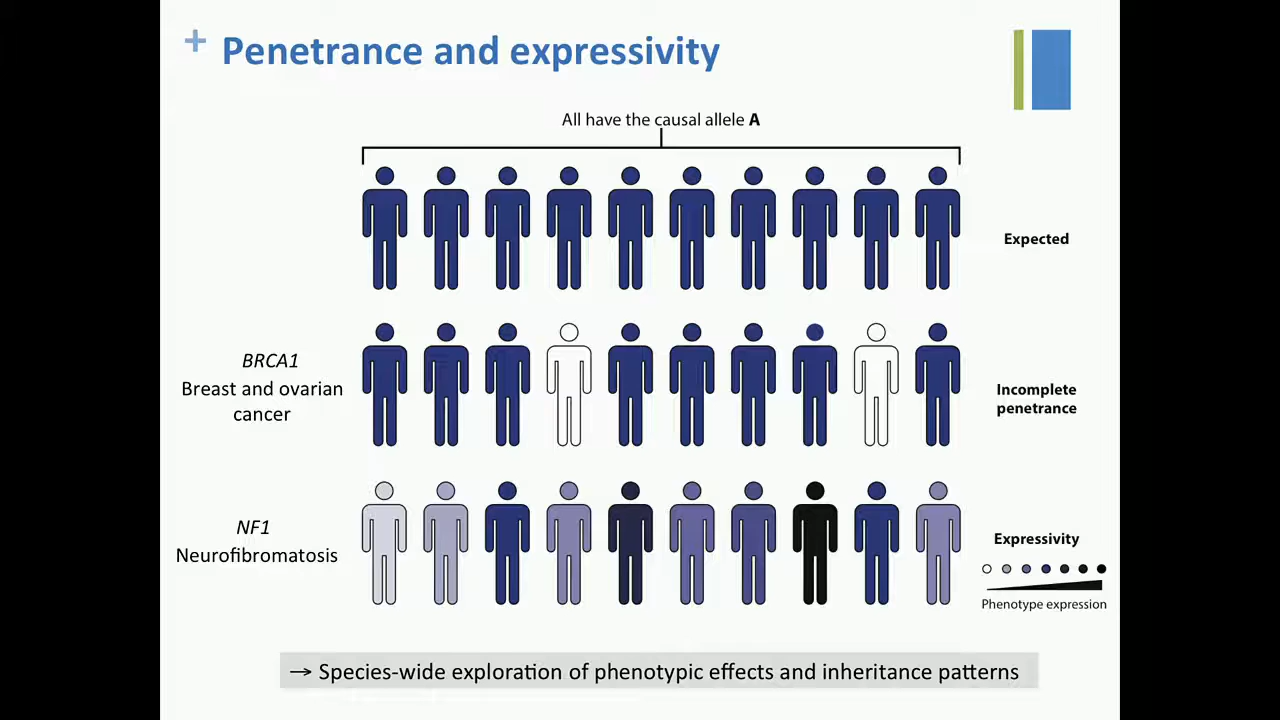 + Penetrance and expressivity
All have the causal allele A
Expected
BRCA1
Breast and ovarian
cancer
Incomplete
penetrance
NF1
Neurofibromatosis
Expressivity
Phenotype expression
→ Species-wide exploration of phenotypic effects and inheritance patterns